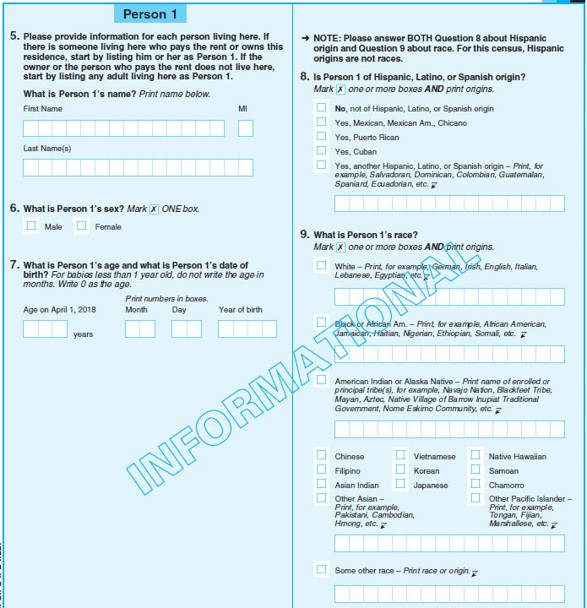 Person 1
5. Please provide information for each person living here. If
there is someone living here who pays the rent or owns this
residence, start by listing him or her as Person 1. If the
owner or the person who pays the rent does not live here,
start by listing any adult living here as Person 1.
What is Person 1's name? Print name below.
First Name MI
Last Name(s)
6. What is Person 1's sex? Mark ☒ ONE box.
Male Female
7. What is Person 1's age and what is Person 1's date of
birth? For babies less than 1 year old, do not write the age in
months. Write 0 as the age.
Print numbers in boxes.
Age on April 1, 2018 Month Day Year of birth
years
→ NOTE: Please answer BOTH Question 8 about Hispanic
origin and Question 9 about race. For this census, Hispanic
origins are not races.
8. Is Person 1 of Hispanic, Latino, or Spanish origin?
Mark ☒ one or more boxes AND print origins.
No, not of Hispanic, Latino, or Spanish origin
Yes, Mexican, Mexican Am., Chicano
Yes, Puerto Rican
Yes, Cuban
Yes, another Hispanic, Latino, or Spanish origin – Print, for
example, Salvadoran, Dominican, Colombian, Guatemalan,
Spaniard, Ecuadorian, etc.
9. What is Person 1's race?
Mark ☒ one or more boxes AND print origins.
White – Print, for example, German, Irish, English, Italian,
Lebanese, Egyptian, etc.
Black or African Am. – Print, for example, African American,
Jamaican, Haitian, Nigerian, Ethiopian, Somali, etc.
American Indian or Alaska Native – Print name of enrolled or
principal tribe(s), for example, Navajo Nation, Blackfeet Tribe,
Mayan, Aztec, Native Village of Barrow Inupiat Traditional
Government, Nome Eskimo Community, etc.
Chinese Vietnamese Native Hawaiian
Filipino Korean Samoan
Asian Indian Japanese Chamorro
Other Asian –
Print, for example,
Pakistani, Cambodian,
Hmong, etc.
Other Pacific Islander –
Print, for example,
Tongan, Fijian,
Marshallese, etc.
Some other race – Print race or origin.
INFORMATIONAL